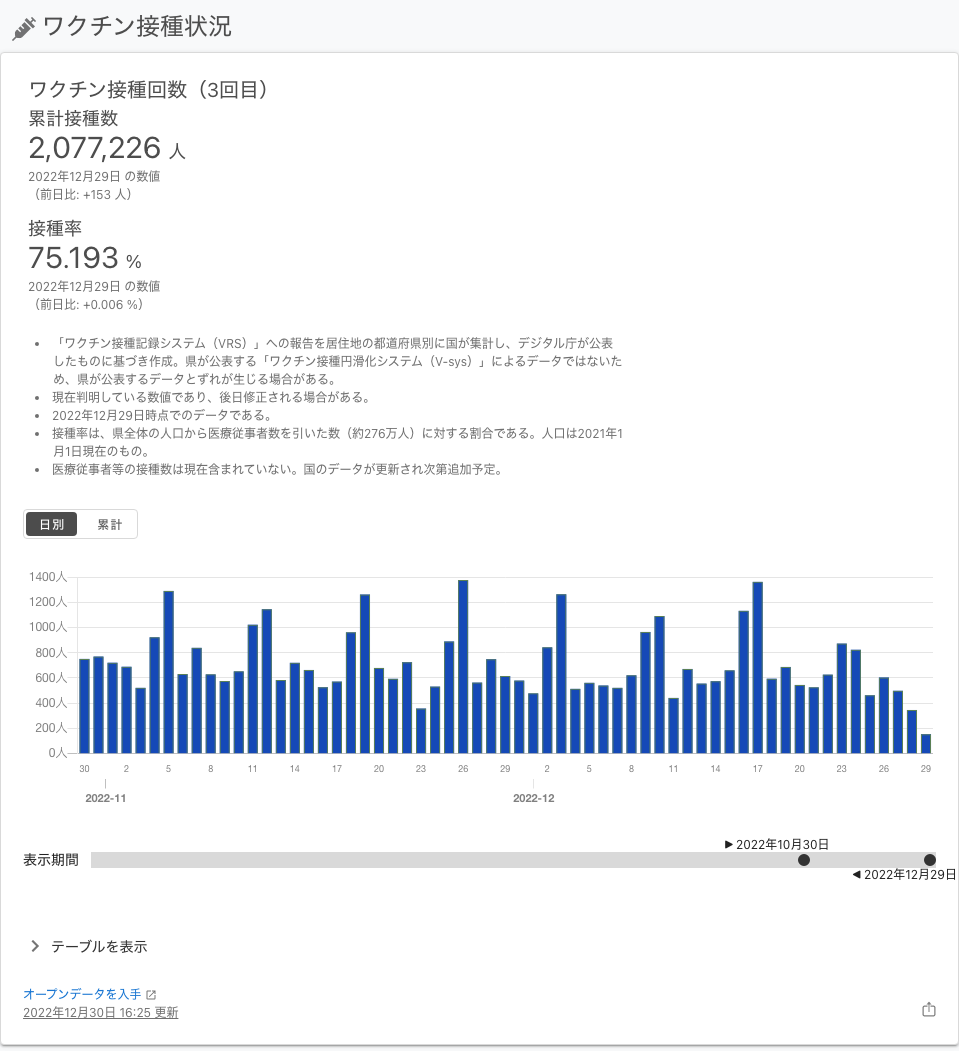 ワクチン接種状況
ワクチン接種回数（3回目）
累計接種数
2,077,226 人
2022年12月29日 の数値
（前日比: +153 人）
接種率
75.193 %
2022年12月29日 の数値
（前日比: +0.006 %）
• 「ワクチン接種記録システム（VRS）」への報告を居住地の都道府県別に国が集計し、デジタル庁が公表
したものに基づき作成。県が公表する「ワクチン接種円滑化システム（V-sys）」によるデータではないた
め、県が公表するデータとずれが生じる場合がある。
• 現在判明している数値であり、後日修正される場合がある。
• 2022年12月29日時点でのデータである。
• 接種率は、県全体の人口から医療従事者数を引いた数（約276万人）に対する割合である。人口は2021年1
月1日現在のもの。
• 医療従事者等の接種数は現在含まれていない。国のデータが更新され次第追加予定。
日別 累計
1400人
1200人
1000人
800人
600人
400人
200人
0人
30 2 5 8 11 14 17 20 23 26 29 2 5 8 11 14 17 20 23 26 29
2022-11 2022-12
▶ 2022年10月30日
表示期間
◀ 2022年12月29日
テーブルを表示
オープンデータを入手
2022年12月30日 16:25 更新